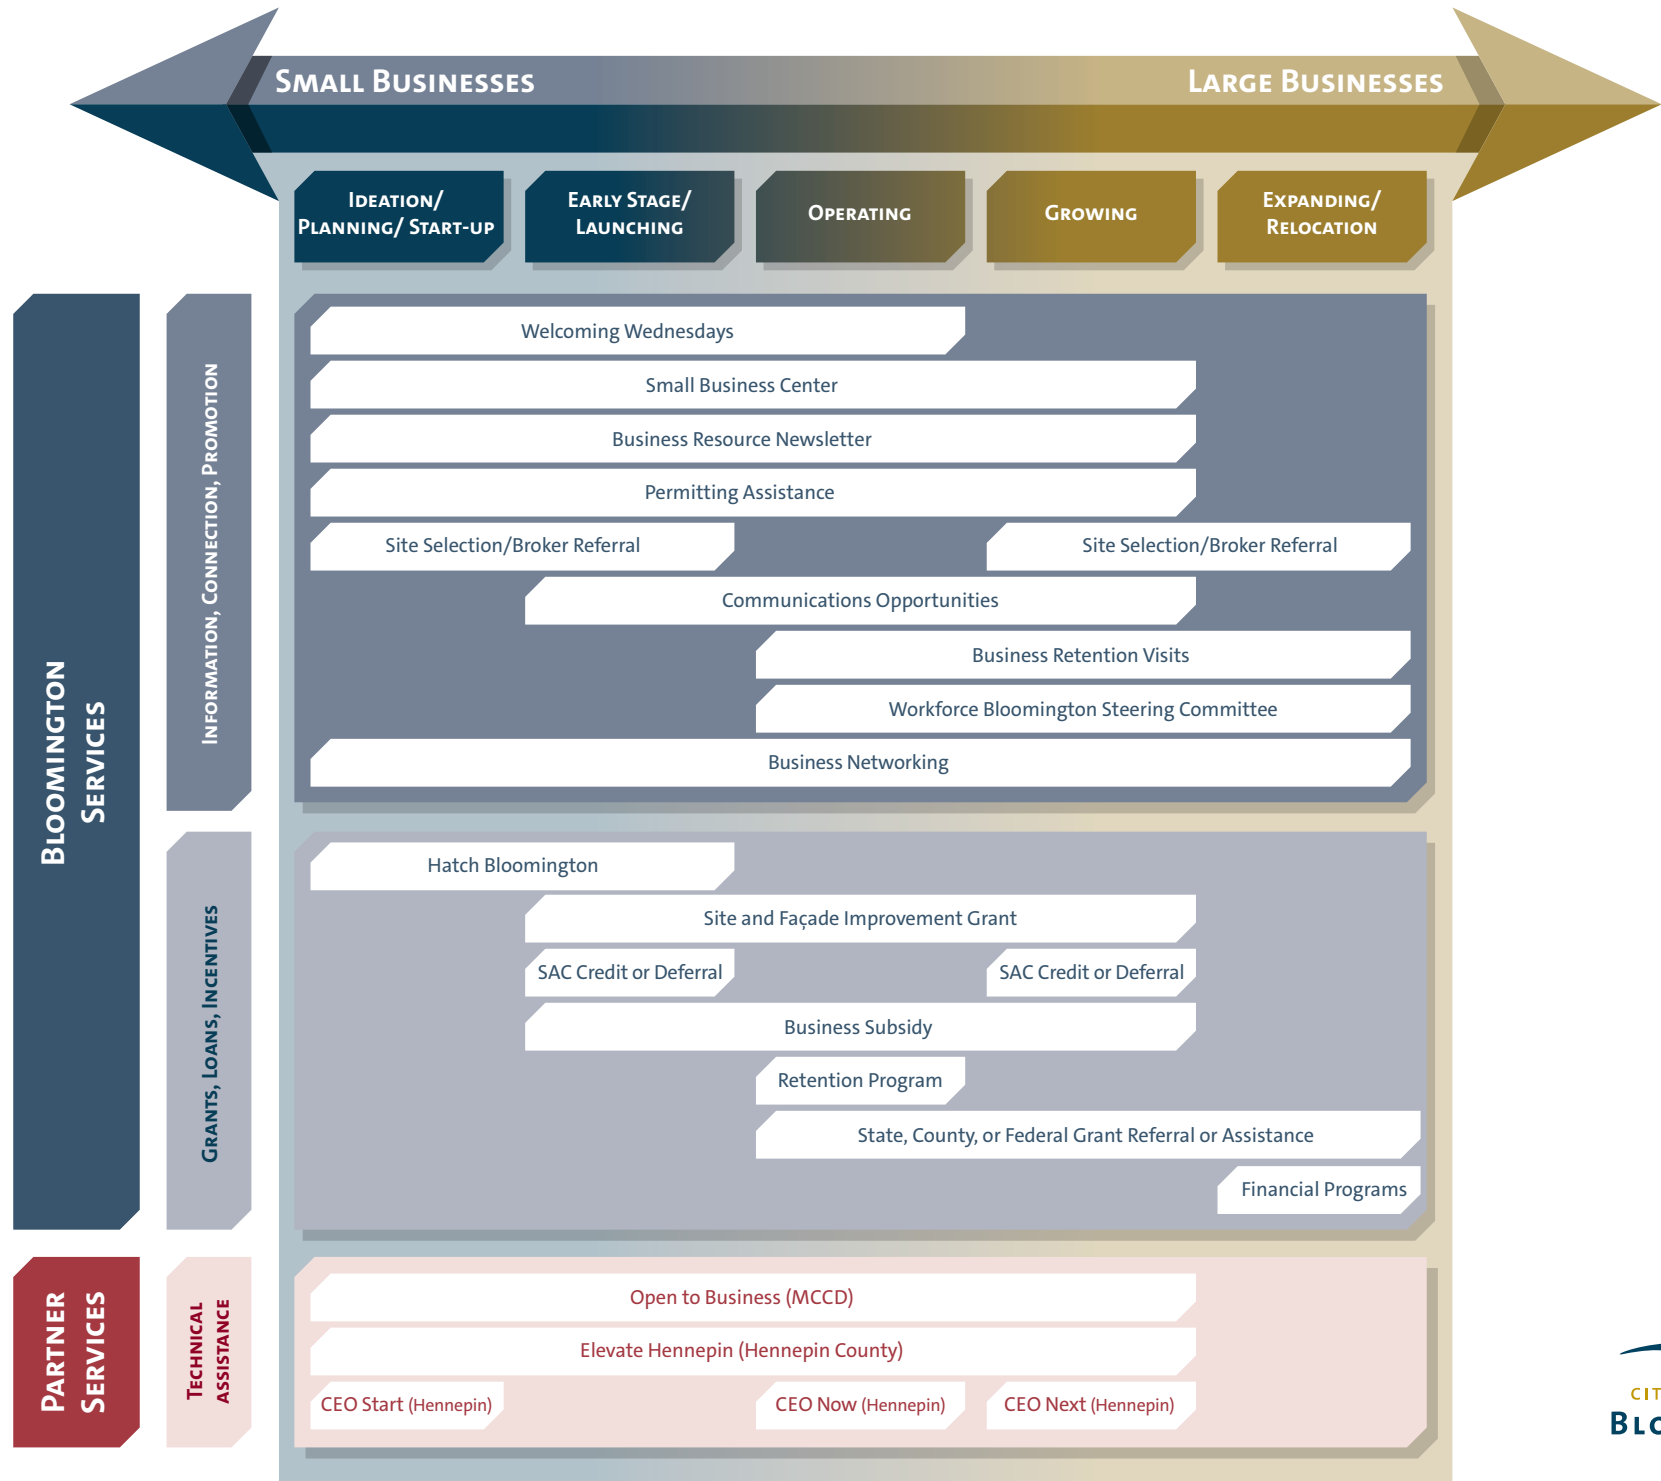 Small Businesses
Large Businesses
Ideation/
Planning/ Start-up
Early Stage/
Launching
Operating
Growing
Expanding/
Relocation
Bloomington
Services
Information, Connection, Promotion
Welcoming Wednesdays
Small Business Center
Business Resource Newsletter
Permitting Assistance
Site Selection/Broker Referral
Site Selection/Broker Referral
Communications Opportunities
Business Retention Visits
Workforce Bloomington Steering Committee
Business Networking
Grants, Loans, Incentives
Hatch Bloomington
Site and Façade Improvement Grant
SAC Credit or Deferral
SAC Credit or Deferral
Business Subsidy
Retention Program
State, County, or Federal Grant Referral or Assistance
Financial Programs
Partner
Services
Technical
assistance
Open to Business (MCCD)
Elevate Hennepin (Hennepin County)
CEO Start (Hennepin)
CEO Now (Hennepin)
CEO Next (Hennepin)